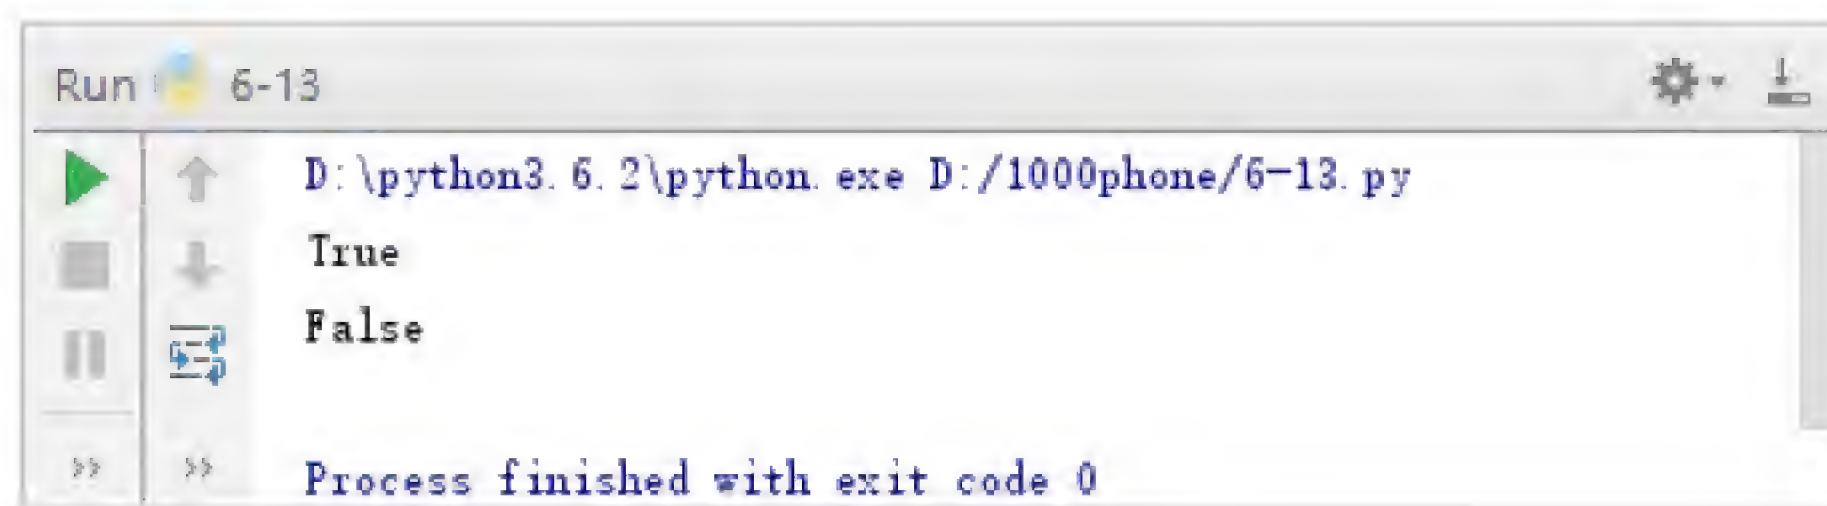 Run 6-13
D:\python3.6.2\python.exe D:/1000phone/6-13.py
True
False
Process finished with exit code 0